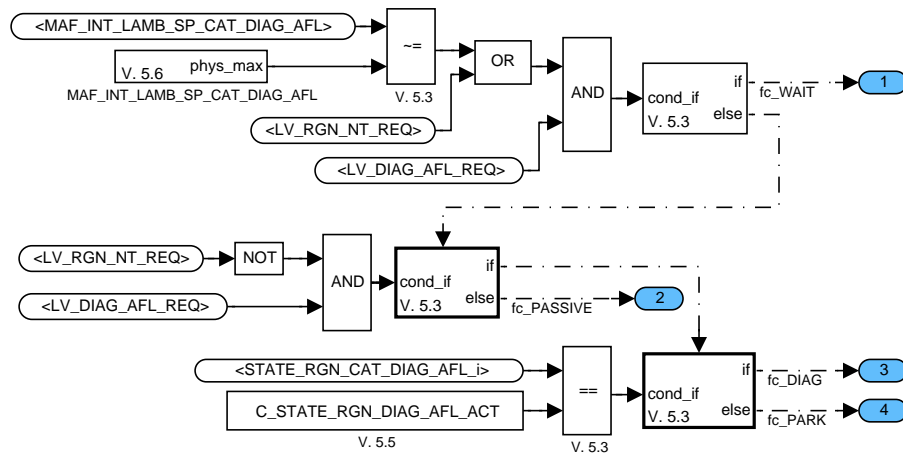 <MAF_INT_LAMB_SP_CAT_DIAG_AFL>
V. 5.6 phys_max
MAF_INT_LAMB_SP_CAT_DIAG_AFL
~=
V. 5.3
OR
<LV_RGN_NT_REQ>
AND
<LV_DIAG_AFL_REQ>
if
cond_if
else
V. 5.3
fc_WAIT
1
<LV_RGN_NT_REQ>
NOT
<LV_DIAG_AFL_REQ>
AND
if
cond_if
else
V. 5.3
fc_PASSIVE
2
<STATE_RGN_CAT_DIAG_AFL_i>
C_STATE_RGN_DIAG_AFL_ACT
V. 5.5
==
V. 5.3
if
cond_if
else
V. 5.3
fc_DIAG
3
fc_PARK
4